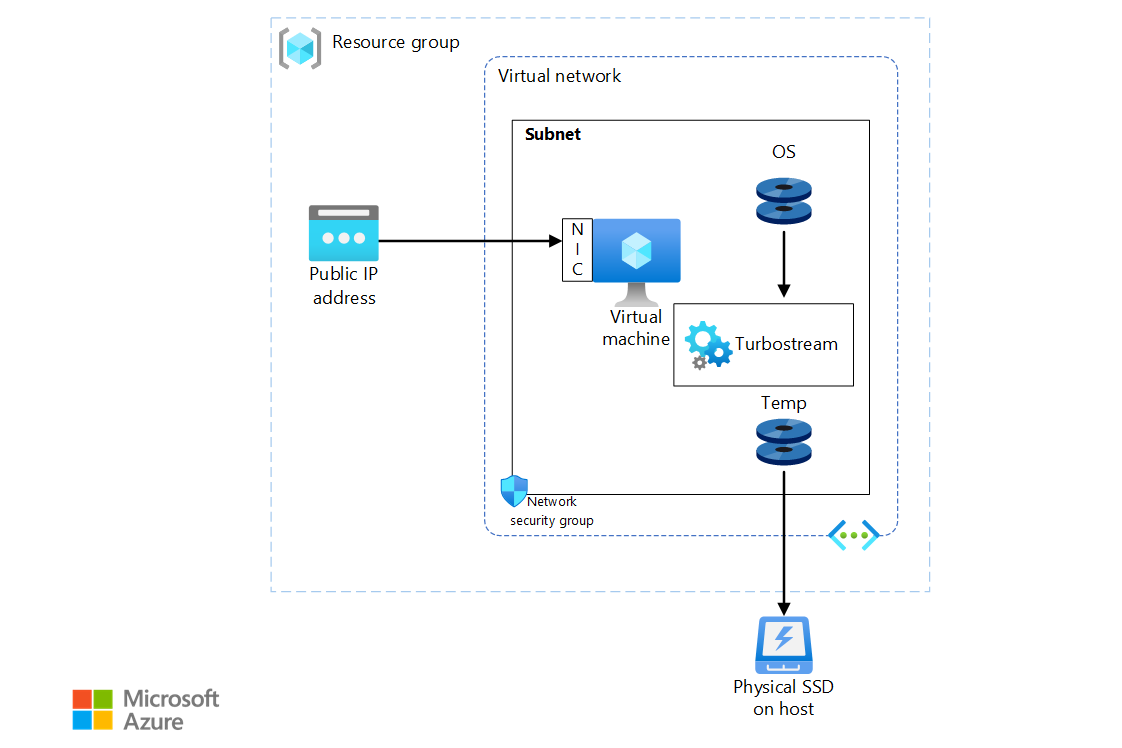 Resource group
Virtual network
Subnet
OS
N
I
C
Public IP
address
Virtual
machine
Turbostream
Temp
Network
security group
Physical SSD
on host
Microsoft
Azure